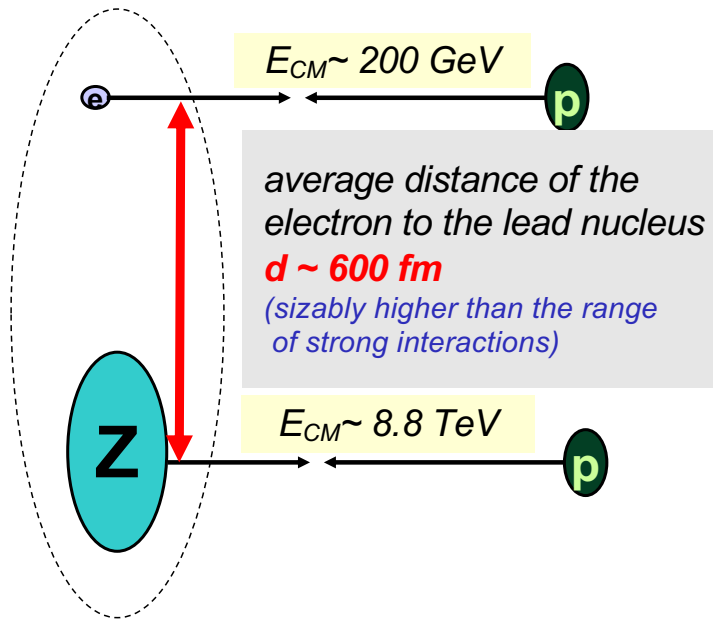 E_CM~ 200 GeV
e
p
average distance of the
electron to the lead nucleus
d ~ 600 fm
(sizably higher than the range
of strong interactions)
E_CM~ 8.8 TeV
Z
p